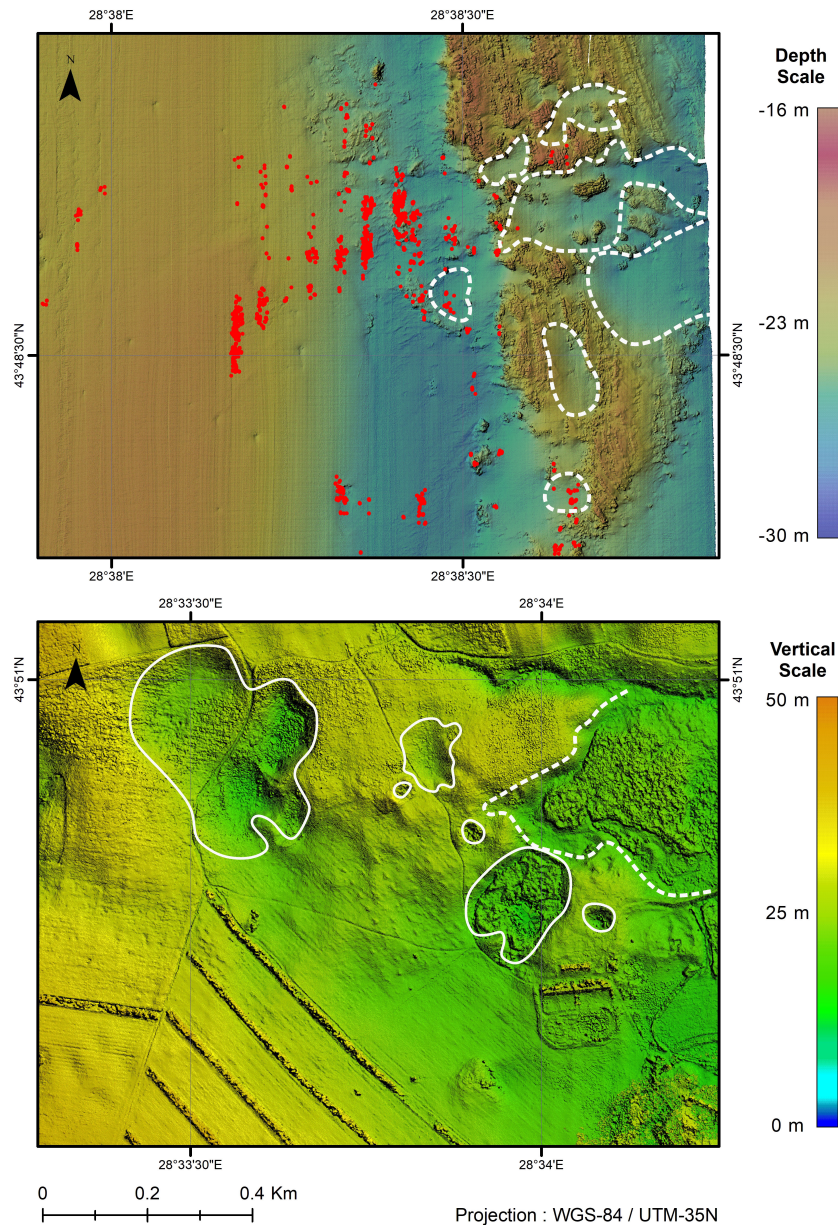 28°38'E 28°38'30"E
N
Depth
Scale
-16 m
-23 m
-30 m
43°48'30"N 43°48'30"N
28°38'E 28°38'30"E
28°33'30"E 28°34'E
N
43°51'N 43°51'N
Vertical
Scale
50 m
25 m
0 m
28°33'30"E 28°34'E
0 0.2 0.4 Km
Projection : WGS-84 / UTM-35N